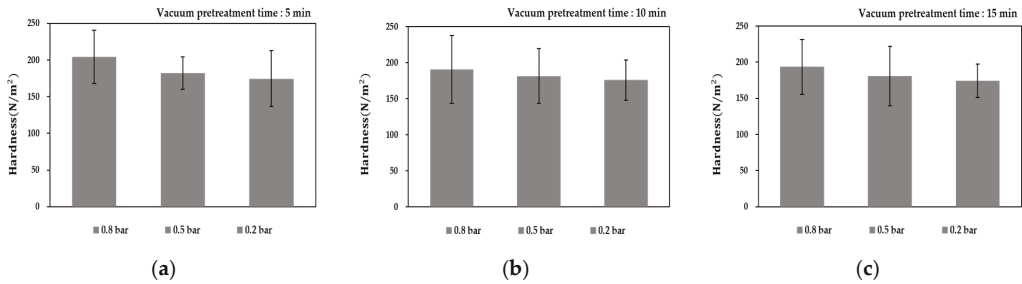 Vacuum pretreatment time : 5 min
250
200
150
100
50
0
Hardness(N/m²)
■ 0.8 bar ■ 0.5 bar ■ 0.2 bar
(a)
Vacuum pretreatment time : 10 min
250
200
150
100
50
0
Hardness(N/m²)
■ 0.8 bar ■ 0.5 bar ■ 0.2 bar
(b)
Vacuum pretreatment time : 15 min
250
200
150
100
50
0
Hardness(N/m²)
■ 0.8 bar ■ 0.5 bar ■ 0.2 bar
(c)